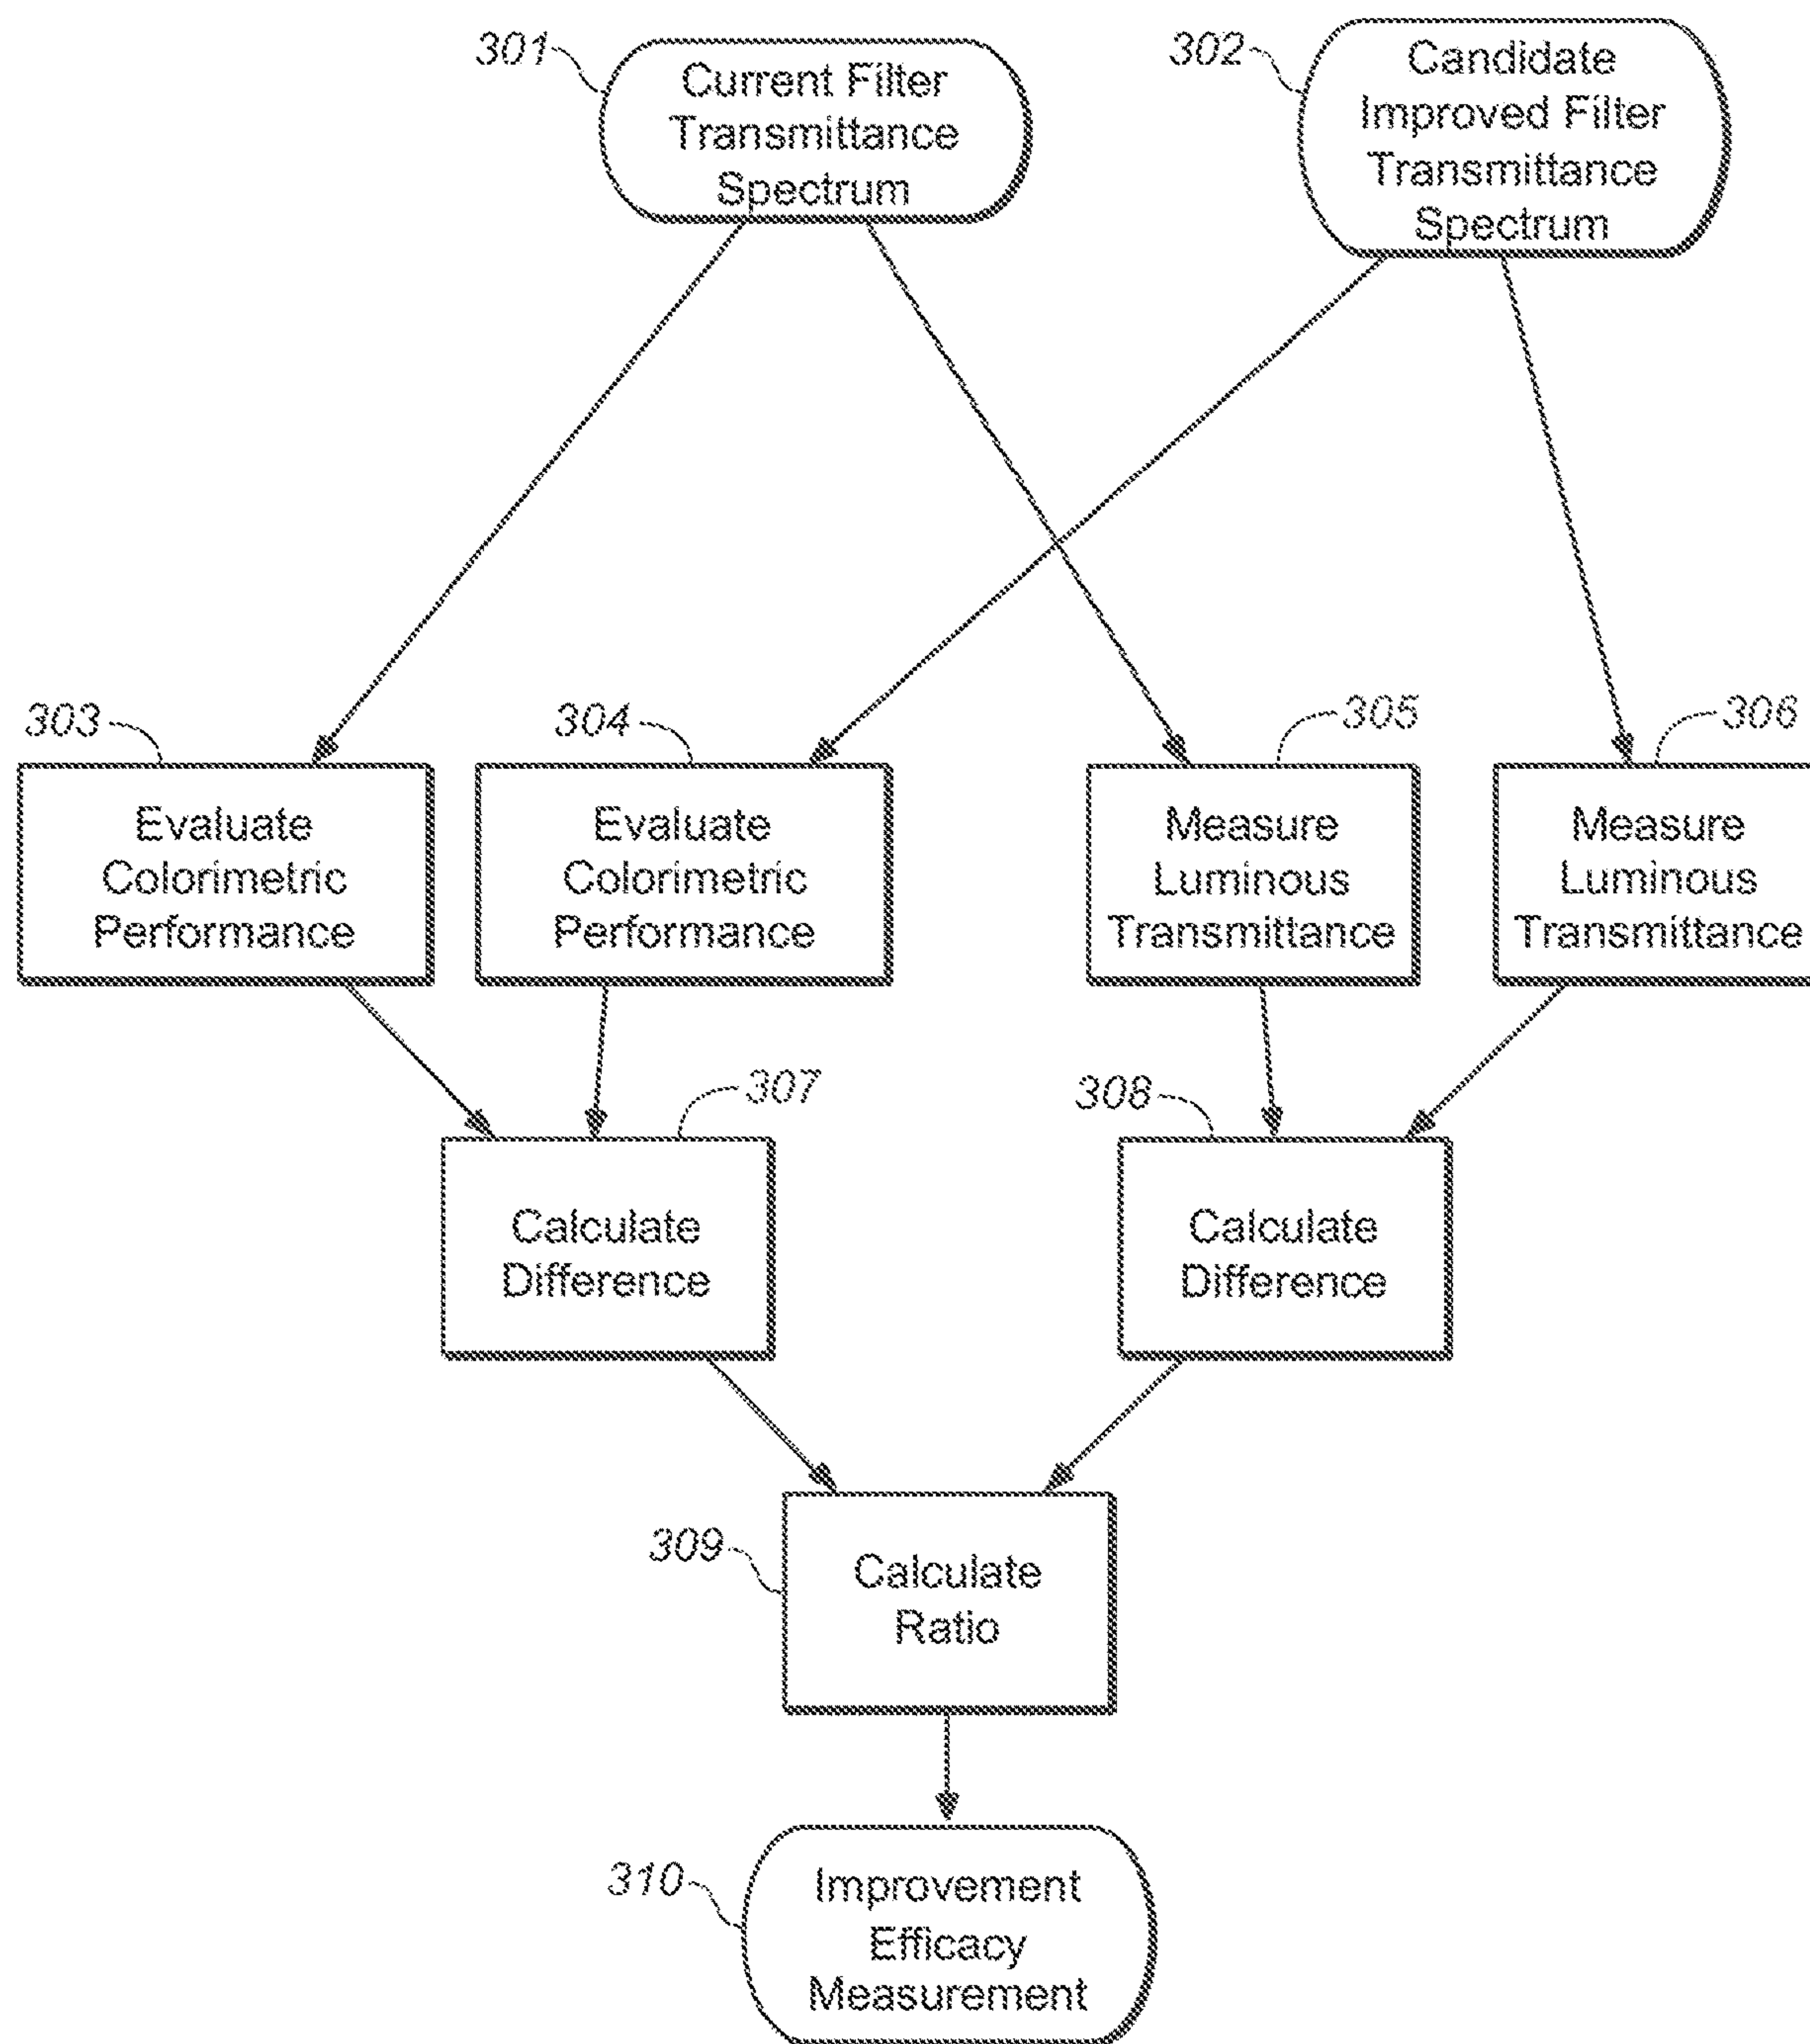 301
Current Filter
Transmittance
Spectrum
302
Candidate
Improved Filter
Transmittance
Spectrum
303
Evaluate
Colorimetric
Performance
304
Evaluate
Colorimetric
Performance
305
Measure
Luminous
Transmittance
306
Measure
Luminous
Transmittance
307
Calculate
Difference
308
Calculate
Difference
309
Calculate
Ratio
310
Improvement
Efficacy
Measurement